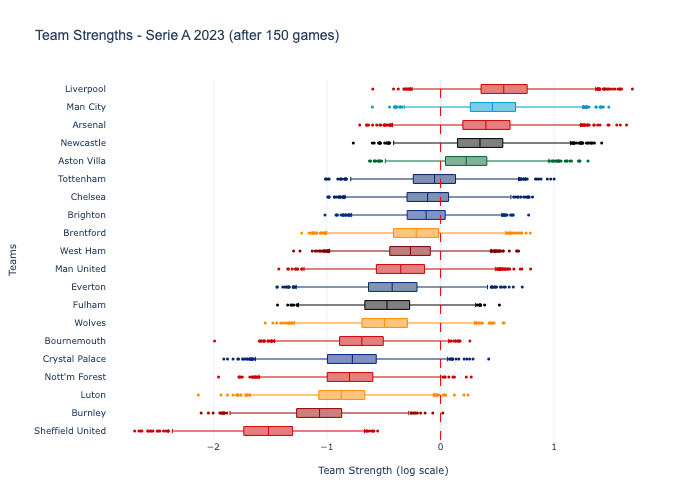 Team Strengths - Serie A 2023 (after 150 games)
Liverpool
Man City
Arsenal
Newcastle
Aston Villa
Tottenham
Chelsea
Brighton
Brentford
West Ham
Man United
Everton
Fulham
Wolves
Bournemouth
Crystal Palace
Nott'm Forest
Luton
Burnley
Sheffield United
Teams
−2 −1 0 1
Team Strength (log scale)